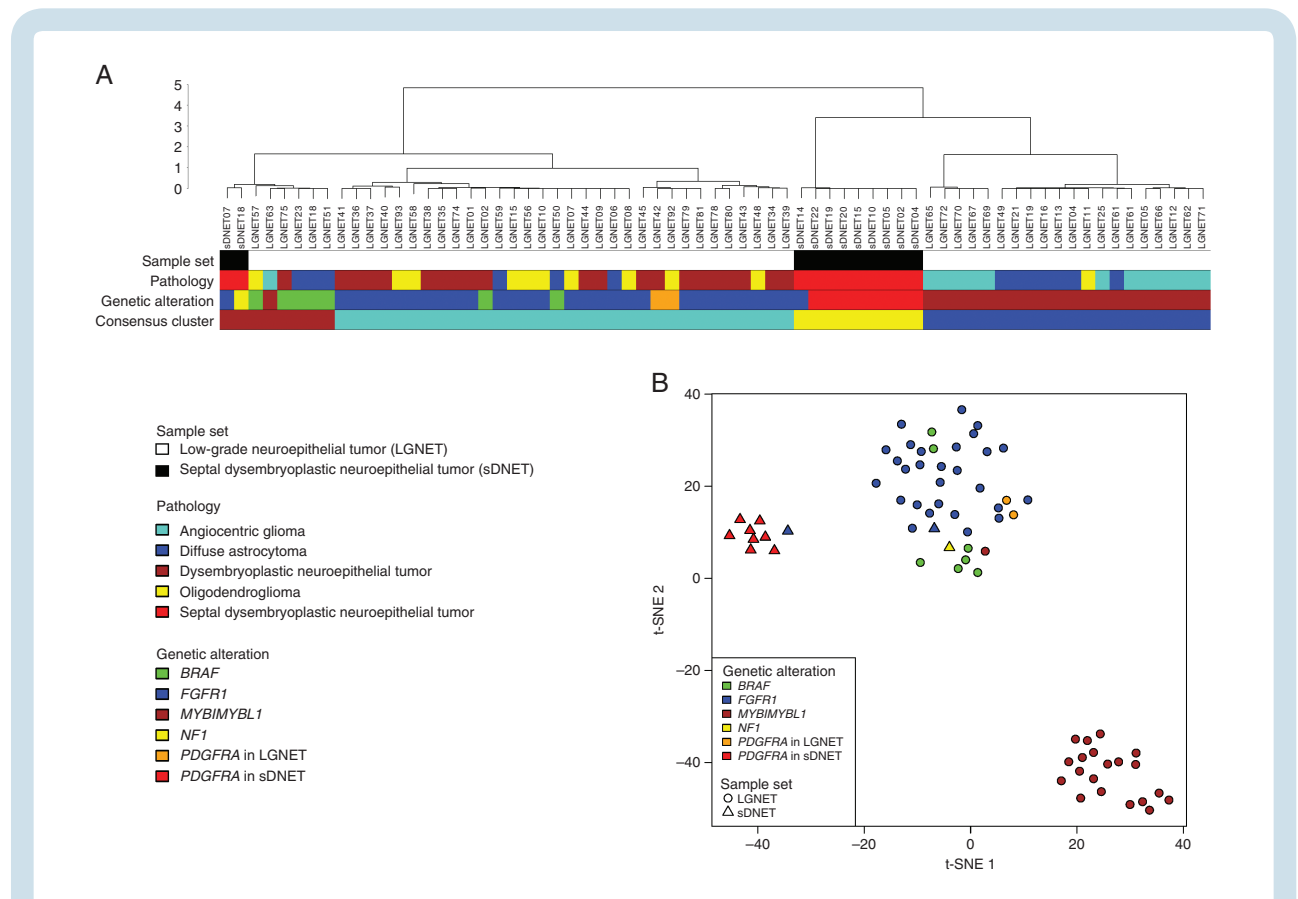 A
5
4
3
2
1
0
sDNET07 sDNET18 LGNET57 LGNET63 LGNET75 LGNET23 LGNET18 LGNET51 LGNET41 LGNET36 LGNET37 LGNET40 LGNET93 LGNET58 LGNET38 LGNET35 LGNET74 LGNET01 LGNET02 LGNET59 LGNET15 LGNET56 LGNET10 LGNET50 LGNET07 LGNET44 LGNET09 LGNET06 LGNET08 LGNET45 LGNET42 LGNET92 LGNET79 LGNET81 LGNET78 LGNET80 LGNET43 LGNET48 LGNET34 LGNET39 sDNET14 sDNET22 sDNET19 sDNET20 sDNET15 sDNET10 sDNET05 sDNET02 sDNET04 LGNET65 LGNET72 LGNET70 LGNET67 LGNET69 LGNET49 LGNET21 LGNET19 LGNET16 LGNET13 LGNET04 LGNET11 LGNET25 LGNET61 LGNET61 LGNET05 LGNET66 LGNET12 LGNET62 LGNET71
Sample set
Pathology
Genetic alteration
Consensus cluster
Sample set
Low-grade neuroepithelial tumor (LGNET)
Septal dysembryoplastic neuroepithelial tumor (sDNET)
Pathology
Angiocentric glioma
Diffuse astrocytoma
Dysembryoplastic neuroepithelial tumor
Oligodendroglioma
Septal dysembryoplastic neuroepithelial tumor
Genetic alteration
BRAF
FGFR1
MYBIMYBL1
NF1
PDGFRA in LGNET
PDGFRA in sDNET
B
40
20
0
−20
−40
t-SNE 2
Genetic alteration
BRAF
FGFR1
MYBIMYBL1
NF1
PDGFRA in LGNET
PDGFRA in sDNET
Sample set
LGNET
sDNET
−40 −20 0 20 40
t-SNE 1